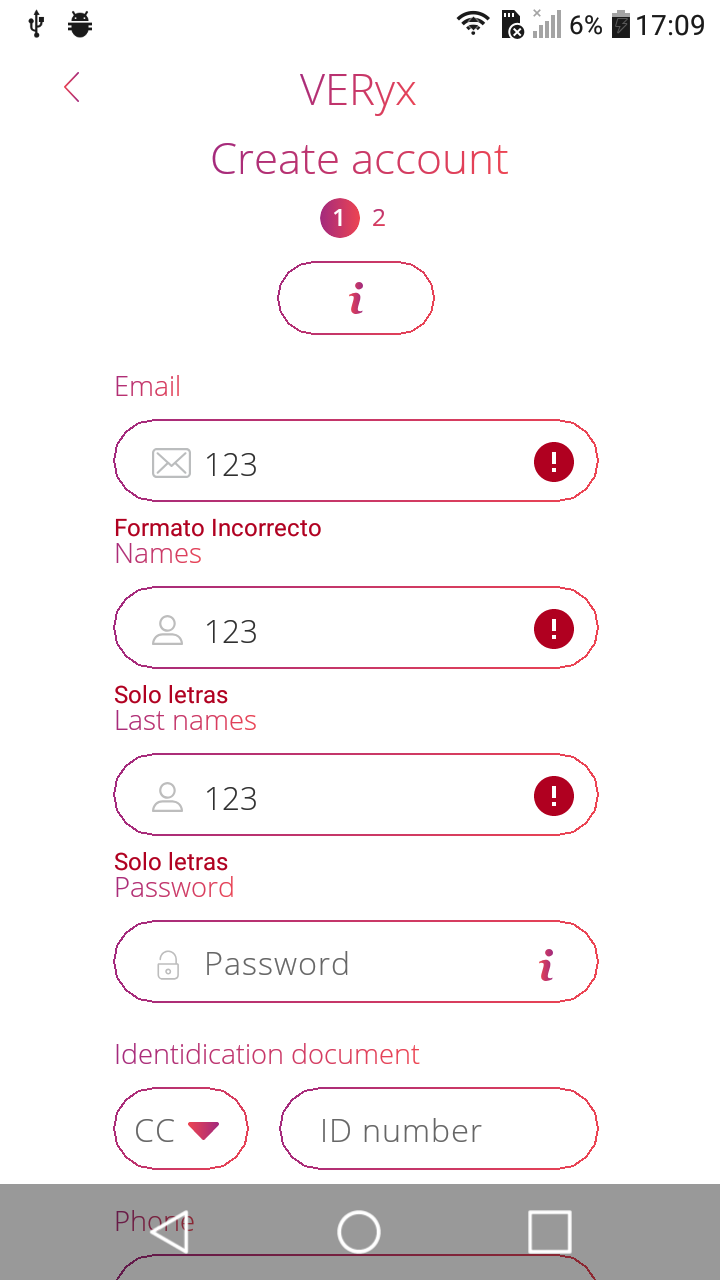 6% 17:09
VERyx
Create account
1 2
i
Email
123
Formato Incorrecto
Names
123
Solo letras
Last names
123
Solo letras
Password
Password i
Identidication document
CC ID number
Phone